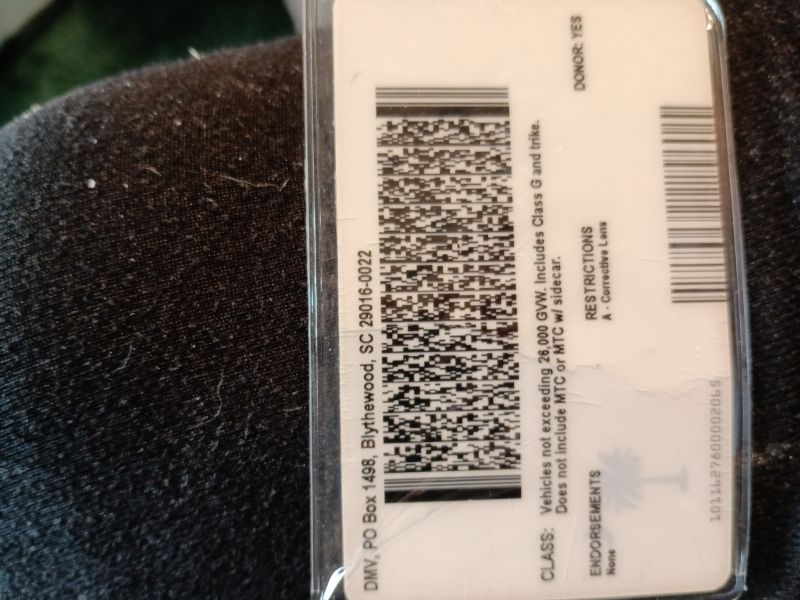 DMV, PO Box 1498, Blythewood, SC 29016-0022
CLASS: Vehicles not exceeding 26,000 GVW. Includes Class G and trike.
Does not include MTC or MTC w/ sidecar.
ENDORSEMENTS
None
RESTRICTIONS
A - Corrective Lens
DONOR: YES
1011627600002065